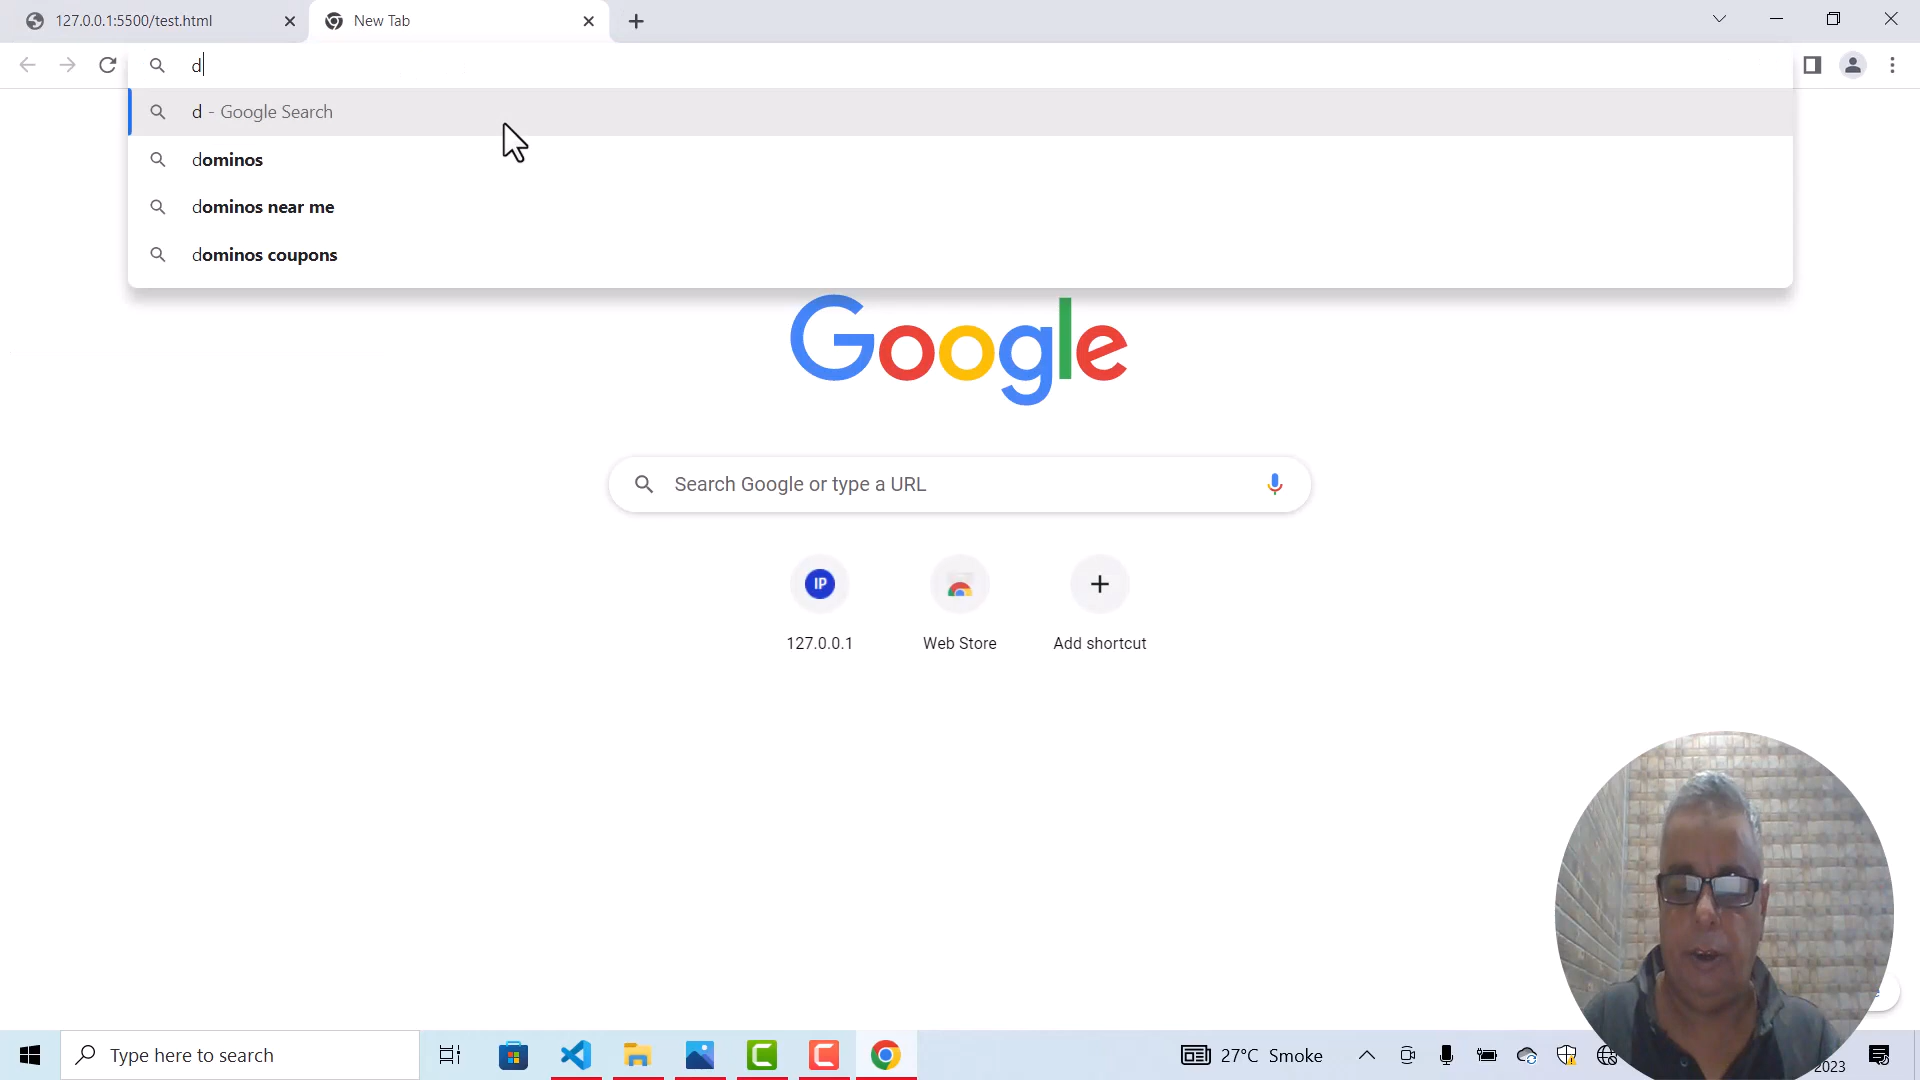 127.0.0.1:5500/test.html
New Tab
d
d - Google Search
dominos
dominos near me
dominos coupons
Google
Search Google or type a URL
IP
127.0.0.1
Web Store
Add shortcut
Type here to search
27°C Smoke
2023